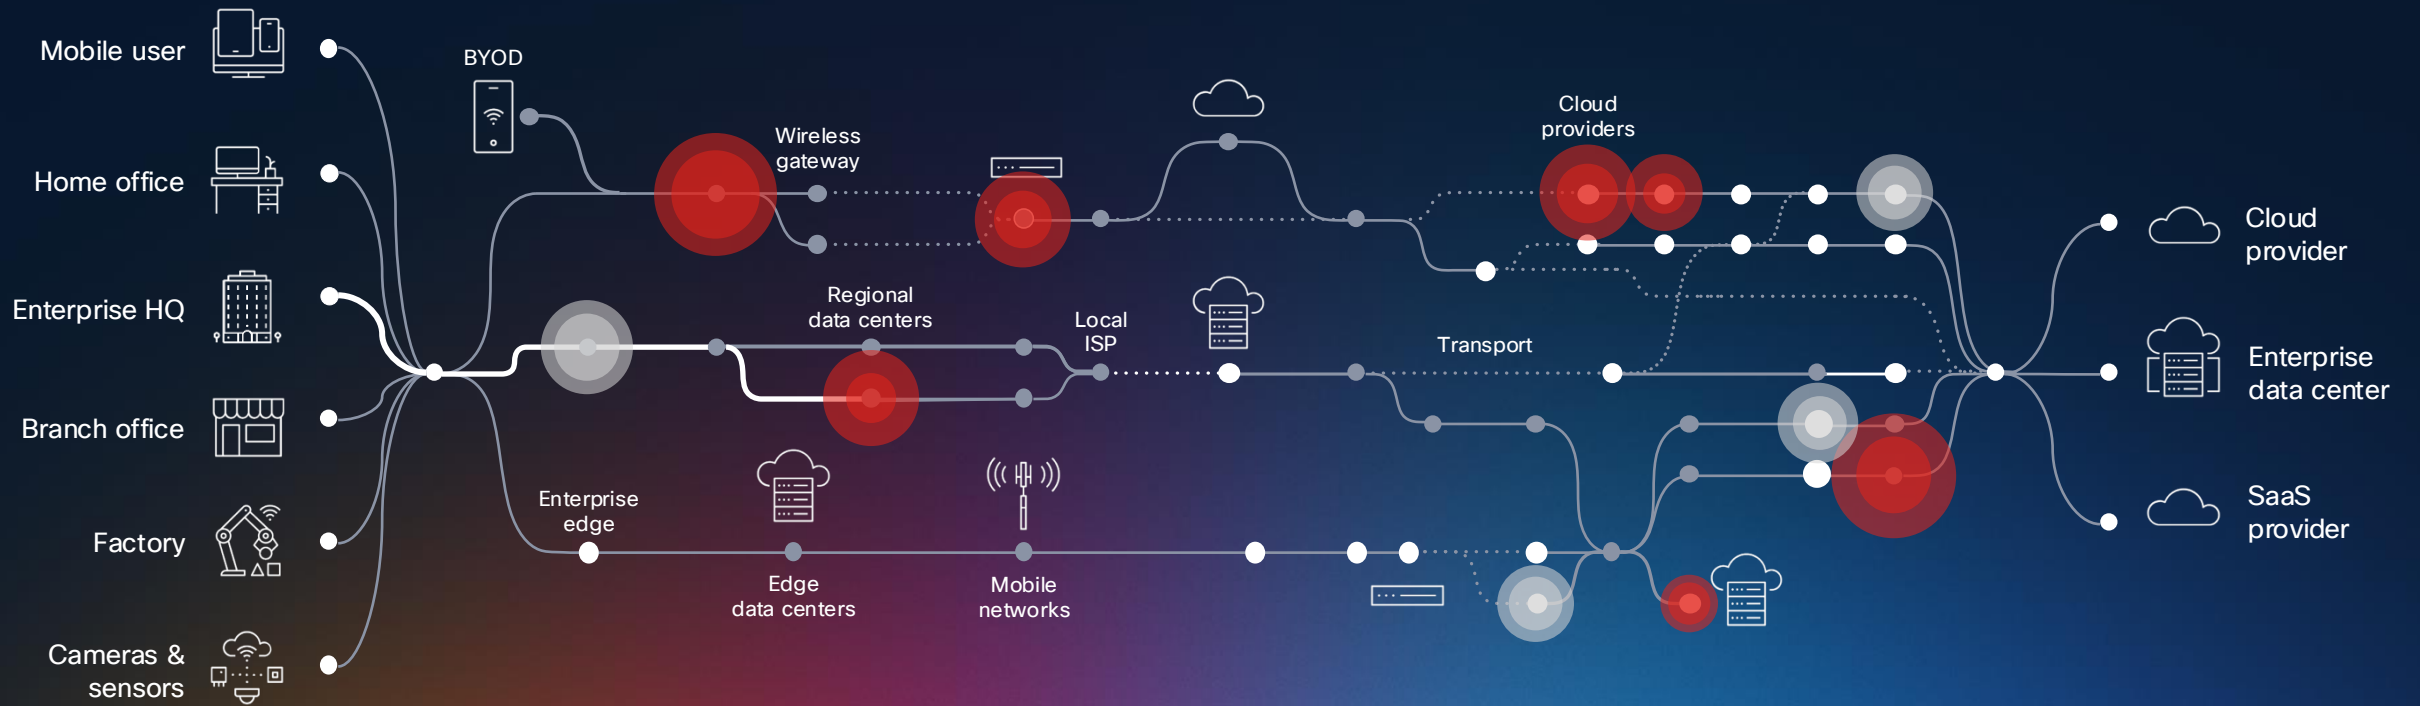 Mobile user
Home office
Enterprise HQ
Branch office
Factory
Cameras &
sensors
BYOD
Wireless
gateway
Regional
data centers
Local
ISP
Enterprise
edge
Edge
data centers
Mobile
networks
Cloud
providers
Transport
Cloud
provider
Enterprise
data center
SaaS
provider